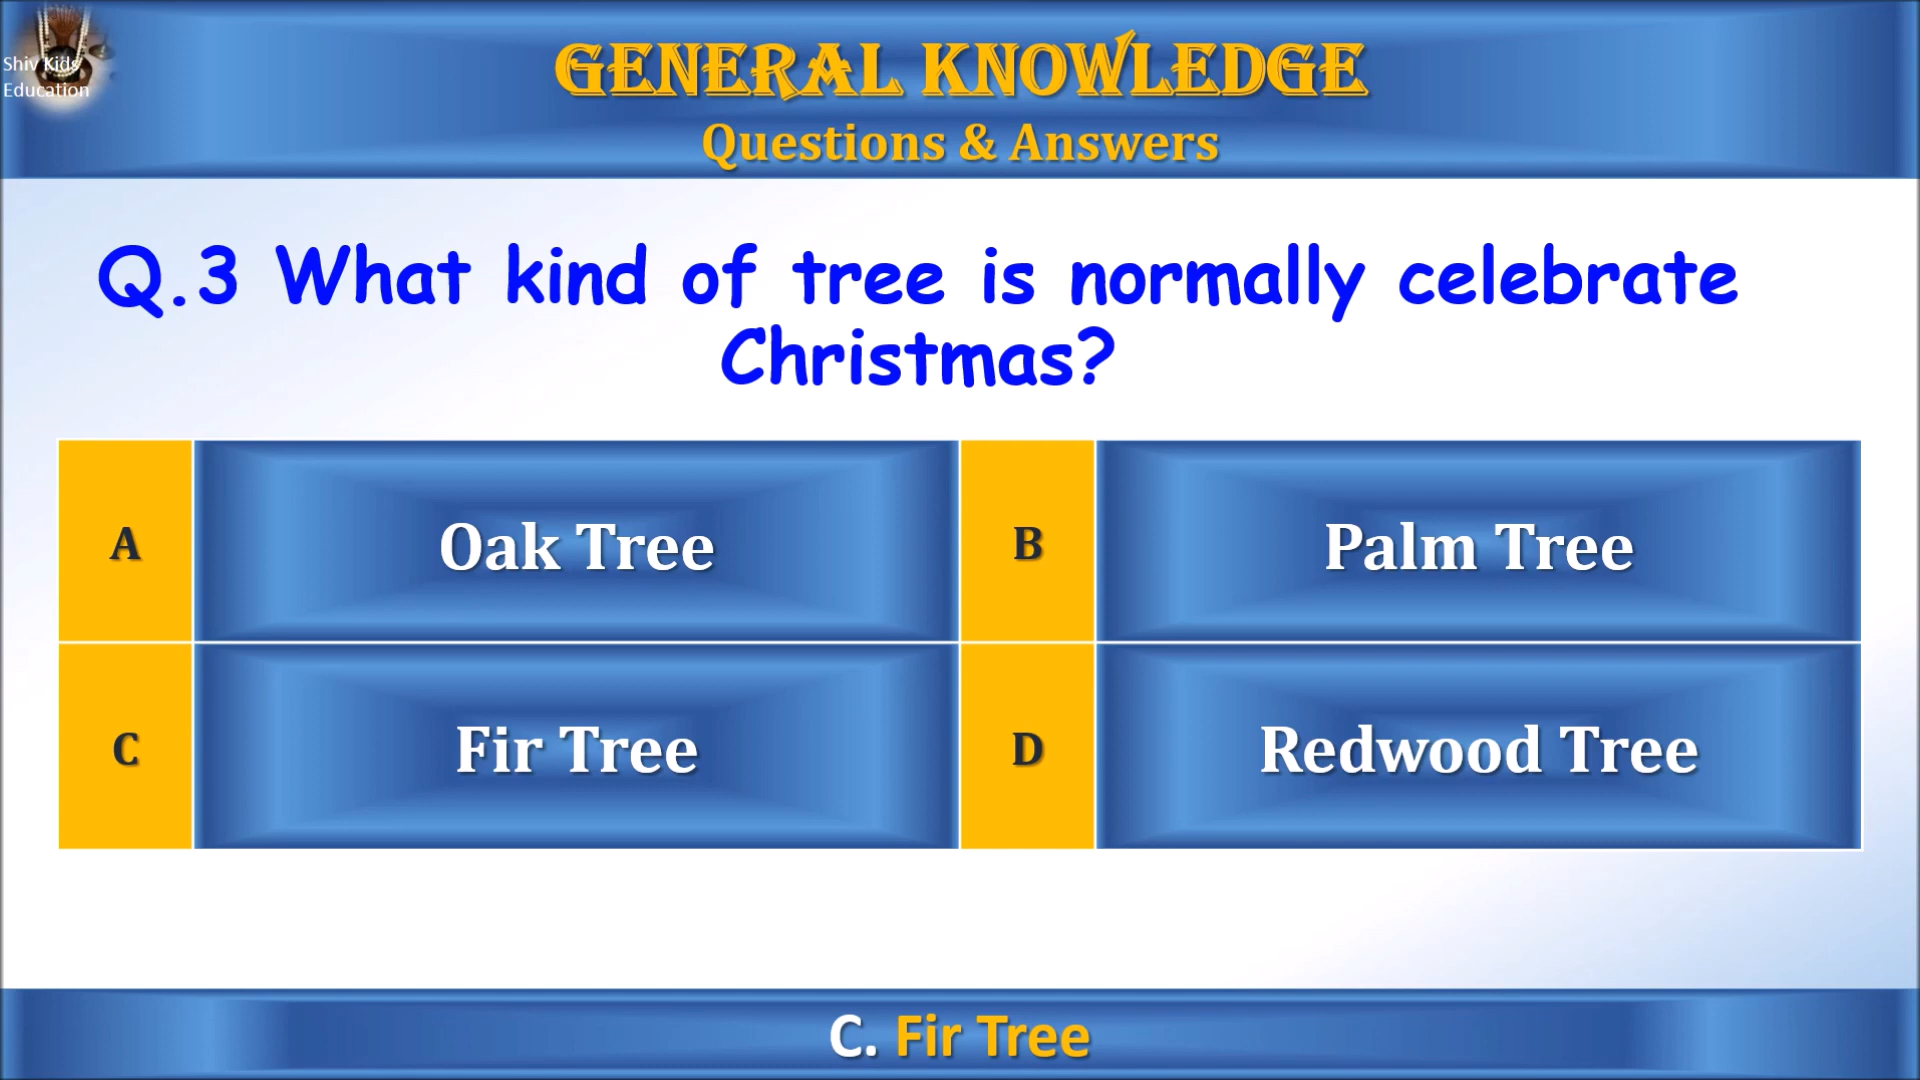 Shiv Kids
Education
GENERAL KNOWLEDGE
Questions & Answers
Q.3 What kind of tree is normally celebrate
Christmas?
A
Oak Tree
B
Palm Tree
C
Fir Tree
D
Redwood Tree
C. Fir Tree